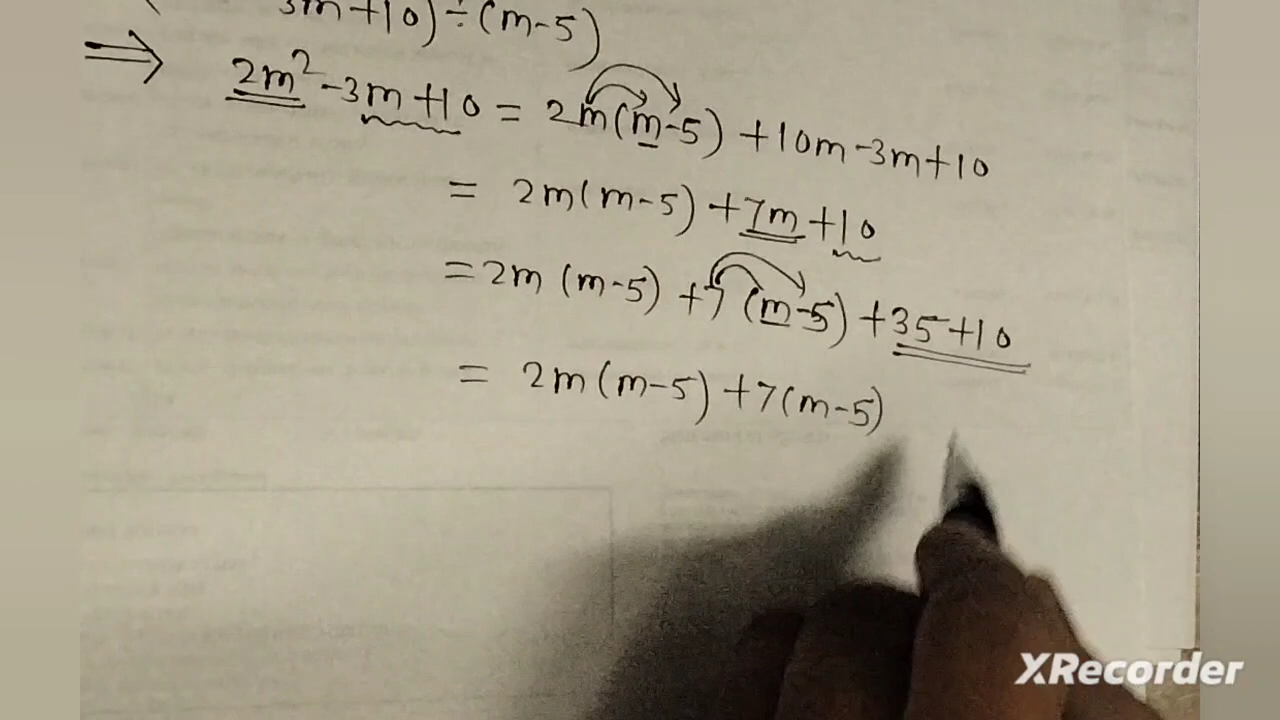 3m+10)÷(m-5)
⇒ 2m²-3m+10 = 2m(m-5) +10m-3m+10
= 2m(m-5) +7m+10
= 2m (m-5) +7 (m-5) +35+10
= 2m(m-5) +7(m-5)
XRecorder